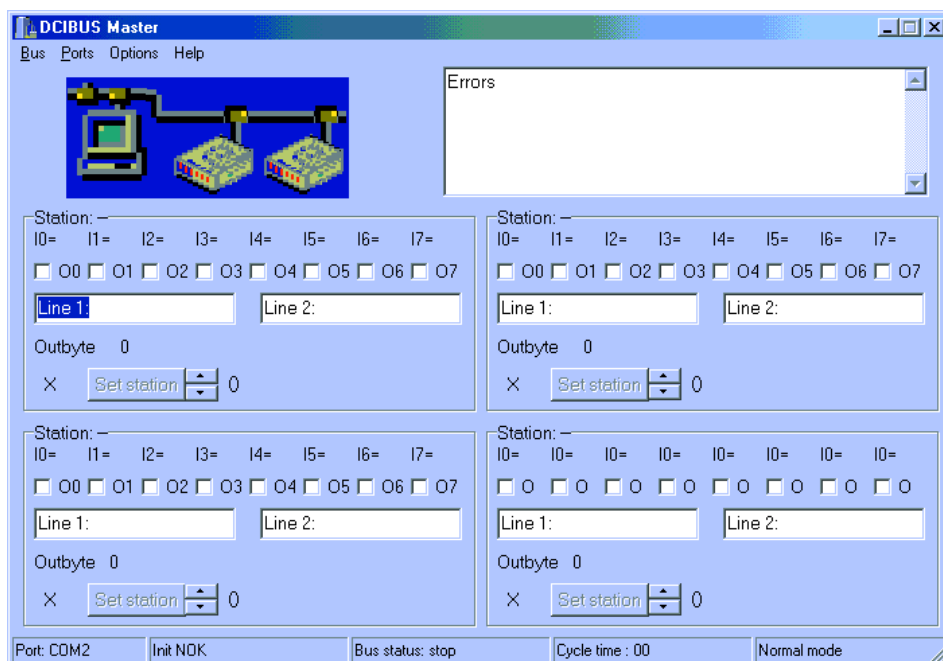 DCIBUS Master
Bus Ports Options Help
Errors
Station: –
I0= I1= I2= I3= I4= I5= I6= I7=
O0 O1 O2 O3 O4 O5 O6 O7
Line 1: Line 2:
Outbyte 0
X Set station 0
Station: –
I0= I1= I2= I3= I4= I5= I6= I7=
O0 O1 O2 O3 O4 O5 O6 O7
Line 1: Line 2:
Outbyte 0
X Set station 0
Station: –
I0= I1= I2= I3= I4= I5= I6= I7=
O0 O1 O2 O3 O4 O5 O6 O7
Line 1: Line 2:
Outbyte 0
X Set station 0
Station: –
I0= I0= I0= I0= I0= I0= I0= I0=
O O O O O O O O
Line 1: Line 2:
Outbyte 0
X Set station 0
Port: COM2 Init NOK Bus status: stop Cycle time : 00 Normal mode